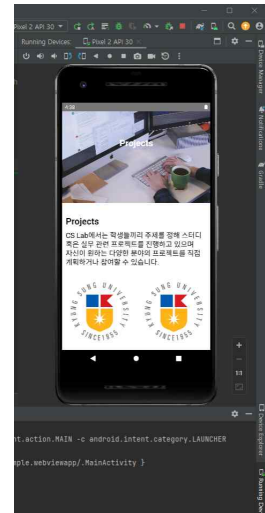 Pixel 2 API 30
Running Devices: Pixel 2 API 30
4:39
Projects
Projects
CS Lab에서는 학생들끼리 주제를 정해 스터디
혹은 실무 관련 프로젝트를 진행하고 있으며
자신이 원하는 다양한 분야의 프로젝트를 직접
계획하거나 참여할 수 있습니다.
KYUNG SUNG UNIVERSITY
SINCE1955
KYUNG SUNG UNIVERSITY
SINCE1955
1:1
Device Manager
Notifications
Gradle
Device Explorer
Running Dev
nt.action.MAIN -c android.intent.category.LAUNCHER
mple.webviewapp/.MainActivity }